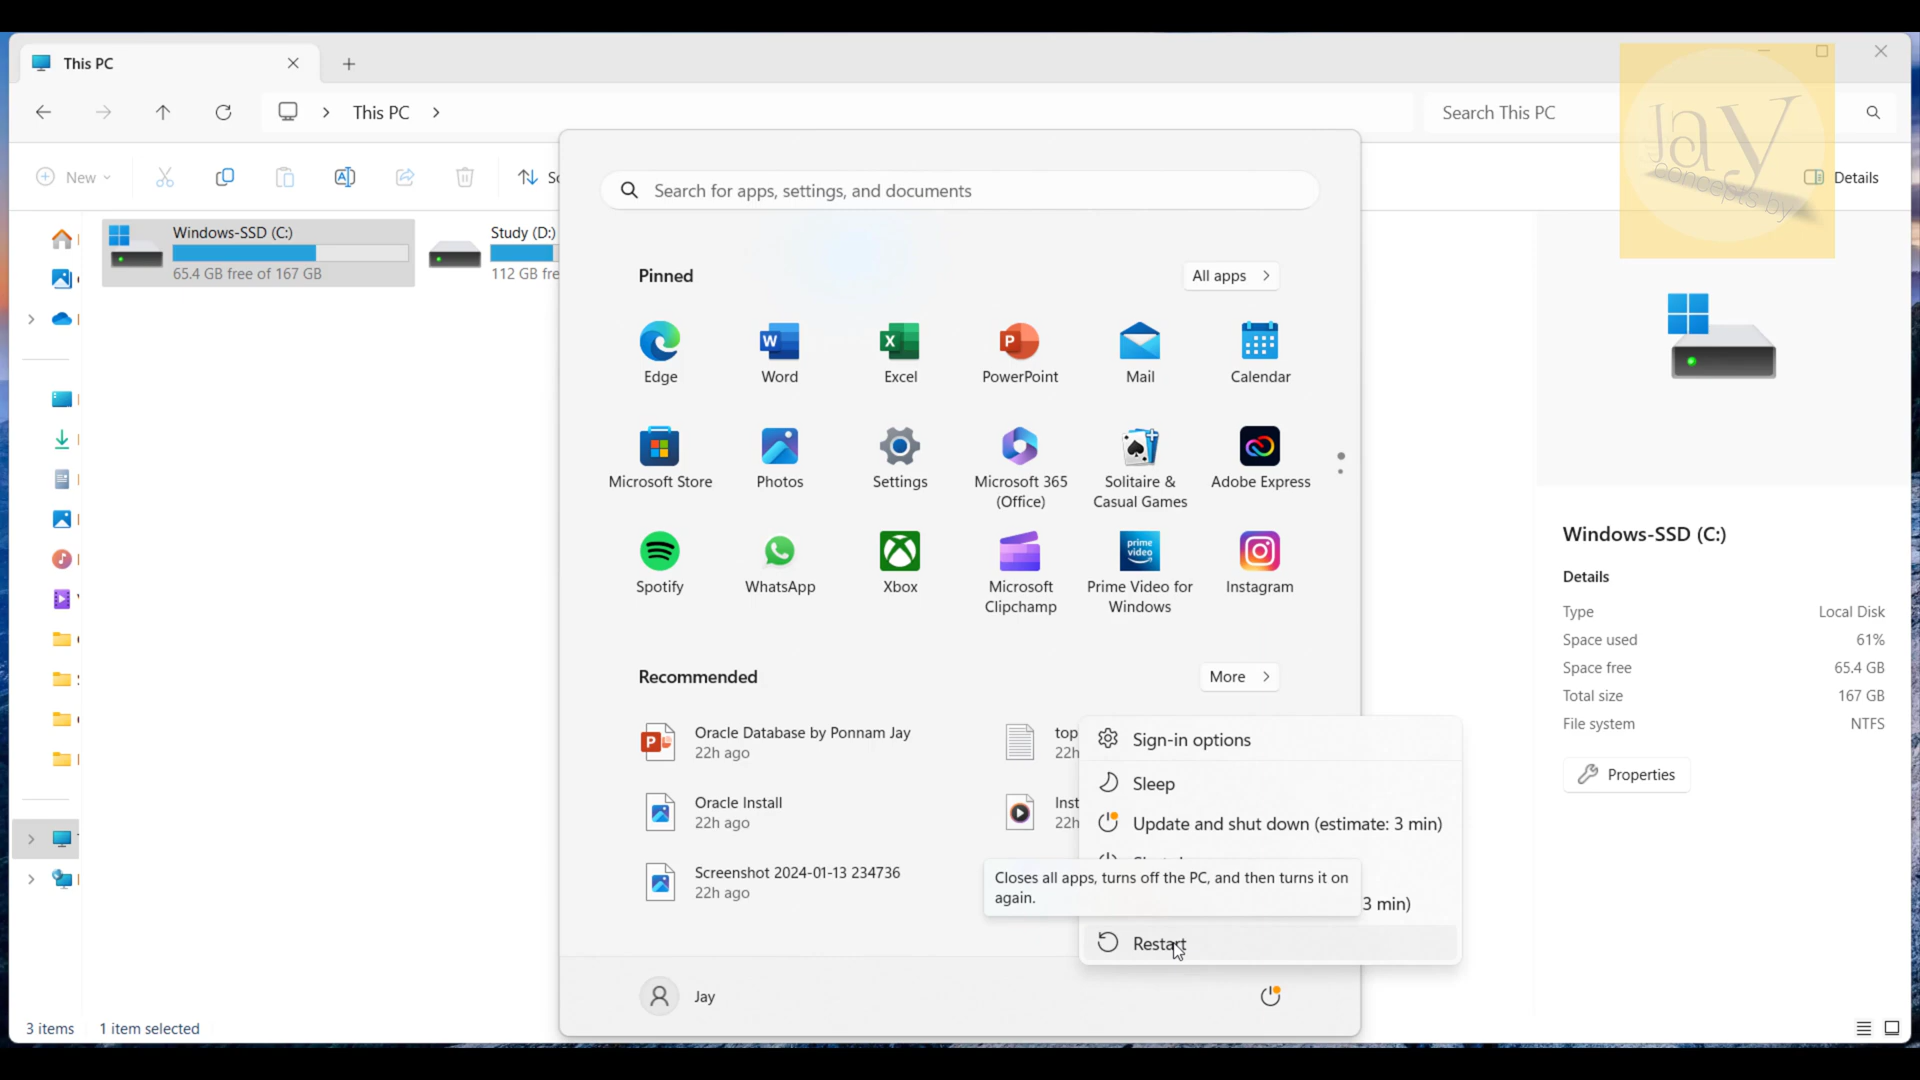 This PC
This PC
Search This PC
New
Details
Windows-SSD (C:)
65.4 GB free of 167 GB
Study (D:)
112 GB
Jay
concepts by
Search for apps, settings, and documents
Pinned
All apps
Edge
Word
Excel
PowerPoint
Mail
Calendar
Microsoft Store
Photos
Settings
Microsoft 365
(Office)
Solitaire &
Casual Games
Adobe Express
Spotify
WhatsApp
Xbox
Microsoft
Clipchamp
prime
video
Prime Video for
Windows
Instagram
Recommended
More
Oracle Database by Ponnam Jay
22h ago
Oracle Install
22h ago
Screenshot 2024-01-13 234736
22h ago
top
22h
Inst
22h
Sign-in options
Sleep
Update and shut down (estimate: 3 min)
Closes all apps, turns off the PC, and then turns it on
again.
3 min)
Restart
Jay
Windows-SSD (C:)
Details
Type Local Disk
Space used 61%
Space free 65.4 GB
Total size 167 GB
File system NTFS
Properties
3 items 1 item selected